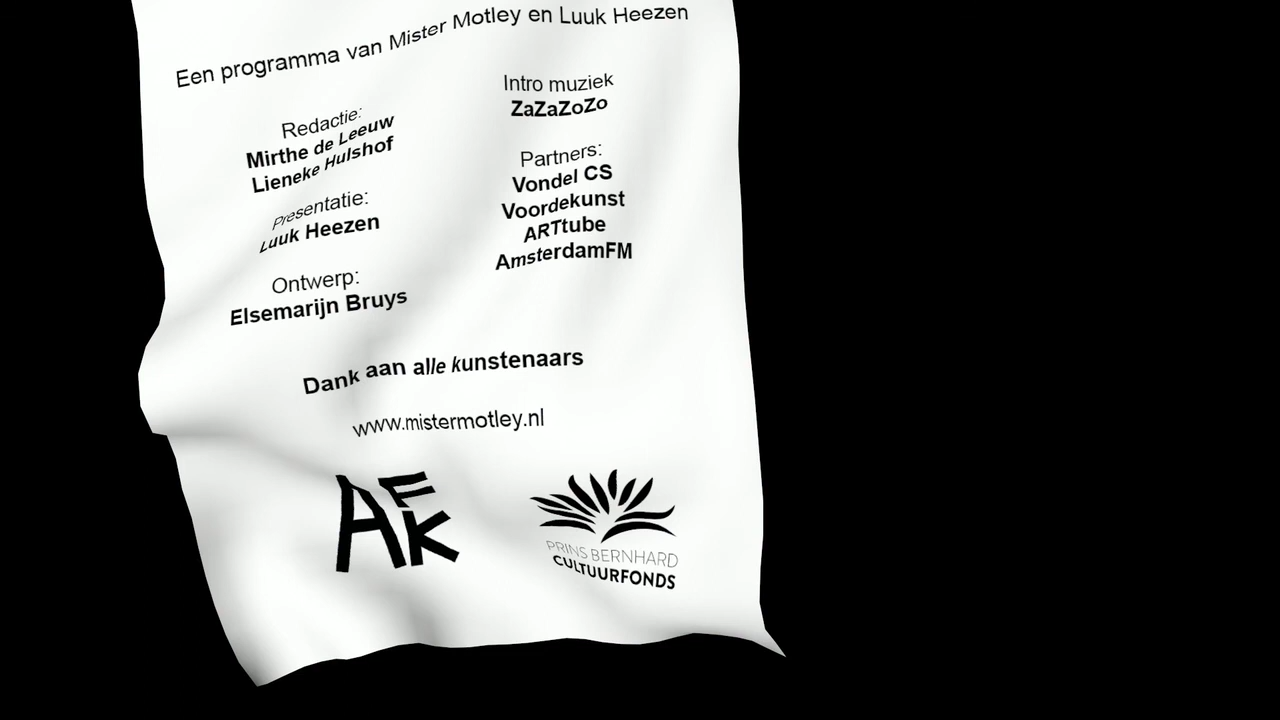 Een programma van Mister Motley en Luuk Heezen
Redactie:
Mirthe de Leeuw
Lieneke Hulshof
Presentatie:
Luuk Heezen
Ontwerp:
Elsemarijn Bruys
Intro muziek
ZaZaZoZo
Partners:
Vondel CS
Voordekunst
ARTtube
AmsterdamFM
Dank aan alle kunstenaars
www.mistermotley.nl
AFK
PRINS BERNHARD
CULTUURFONDS